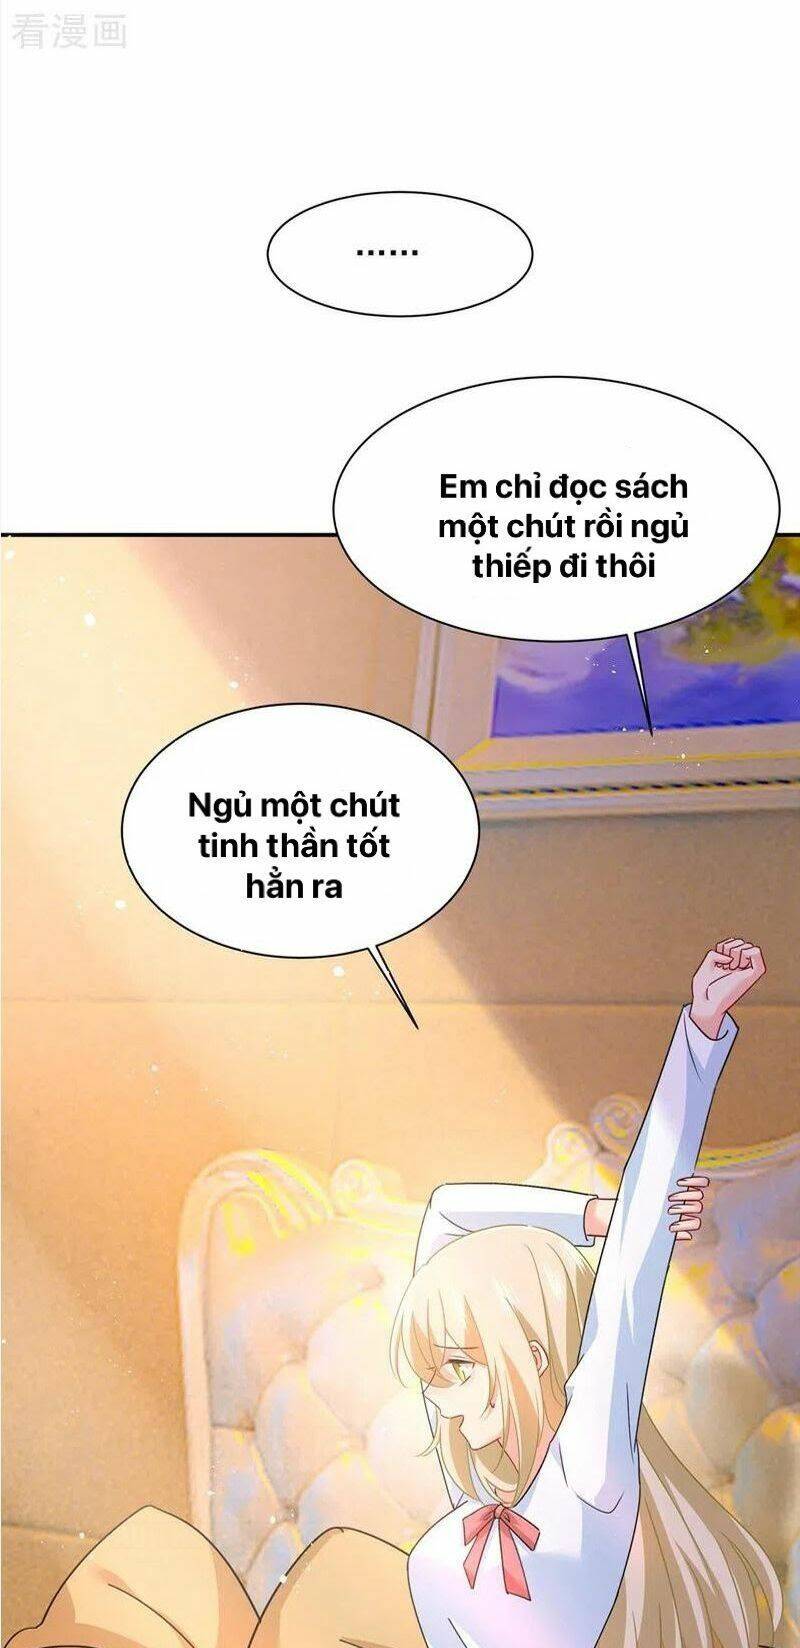 看漫画
......
Em chỉ đọc sách
một chút rồi ngủ
thiếp đi thôi
Ngủ một chút
tinh thần tốt
hẳn ra